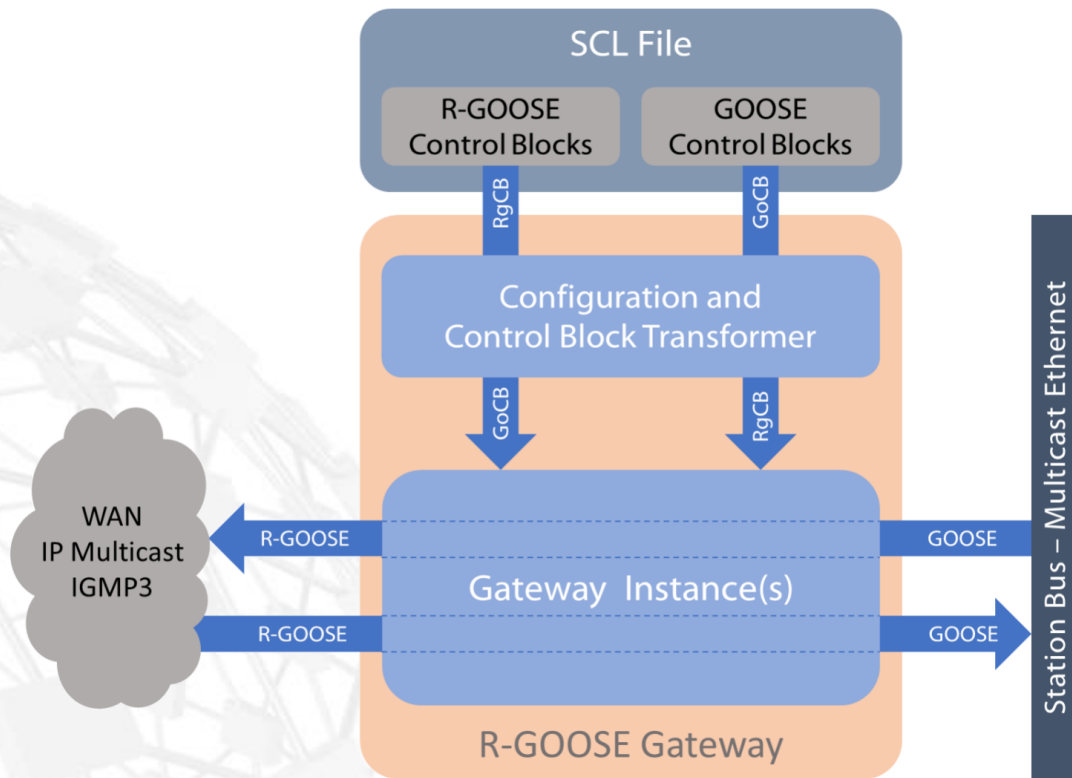 SCL File
R-GOOSE
Control Blocks
GOOSE
Control Blocks
RgCB
GoCB
Configuration and
Control Block Transformer
GoCB
RgCB
WAN
IP Multicast
IGMP3
R-GOOSE
GOOSE
Gateway Instance(s)
R-GOOSE
GOOSE
R-GOOSE Gateway
Station Bus – Multicast Ethernet